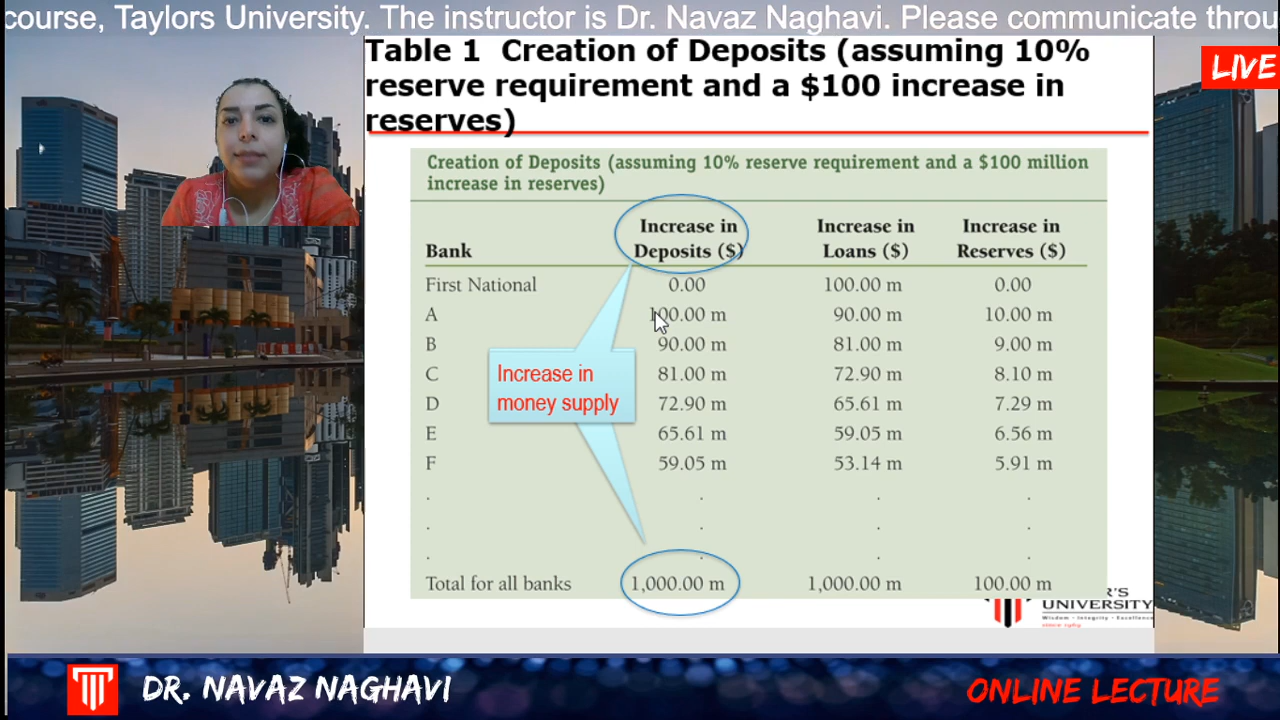 course, Taylors University. The instructor is Dr. Navaz Naghavi. Please communicate throu
LIVE
Table 1 Creation of Deposits (assuming 10%
reserve requirement and a $100 increase in
reserves)
Creation of Deposits (assuming 10% reserve requirement and a $100 million
increase in reserves)
Bank Increase in Deposits ($) Increase in Loans ($) Increase in Reserves ($)
First National 0.00 100.00 m 0.00
A 100.00 m 90.00 m 10.00 m
B 90.00 m 81.00 m 9.00 m
C 81.00 m 72.90 m 8.10 m
D 72.90 m 65.61 m 7.29 m
E 65.61 m 59.05 m 6.56 m
F 59.05 m 53.14 m 5.91 m
. . . .
. . . .
. . . .
Total for all banks 1,000.00 m 1,000.00 m 100.00 m
Increase in
money supply
R'S
UNIVERSITY
Wisdom · Integrity · Excellence
DR. NAVAZ NAGHAVI
ONLINE LECTURE